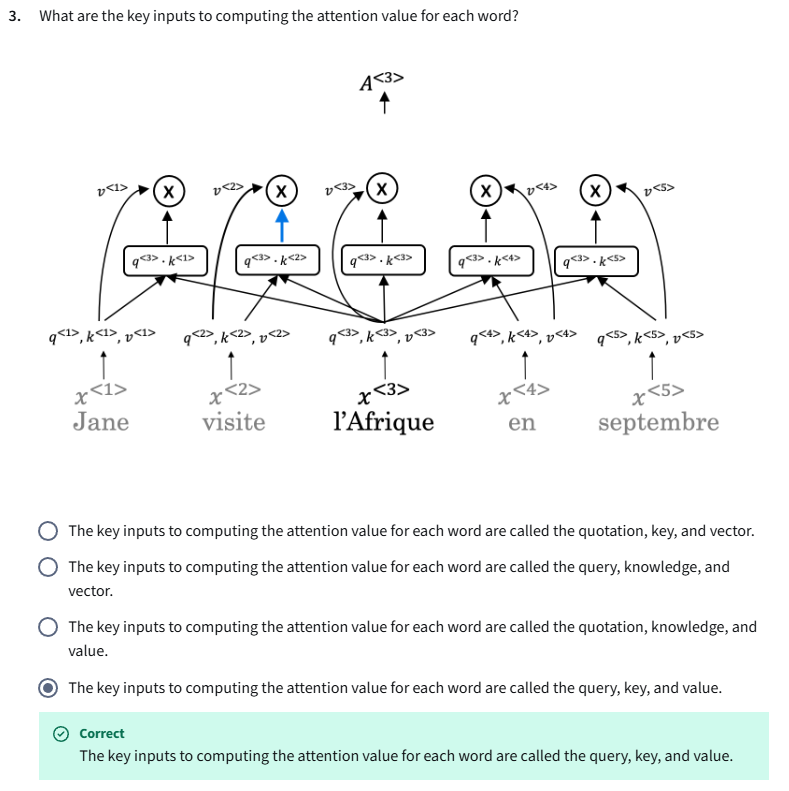 3. What are the key inputs to computing the attention value for each word?
A<3>
v<1> X v<2> X v<3> X X v<4> X v<5>
q<3> · k<1> q<3> · k<2> q<3> · k<3> q<3> · k<4> q<3> · k<5>
q<1>, k<1>, v<1> q<2>, k<2>, v<2> q<3>, k<3>, v<3> q<4>, k<4>, v<4> q<5>, k<5>, v<5>
x<1> x<2> x<3> x<4> x<5>
Jane visite l'Afrique en septembre
The key inputs to computing the attention value for each word are called the quotation, key, and vector.
The key inputs to computing the attention value for each word are called the query, knowledge, and
vector.
The key inputs to computing the attention value for each word are called the quotation, knowledge, and
value.
The key inputs to computing the attention value for each word are called the query, key, and value.
Correct
The key inputs to computing the attention value for each word are called the query, key, and value.